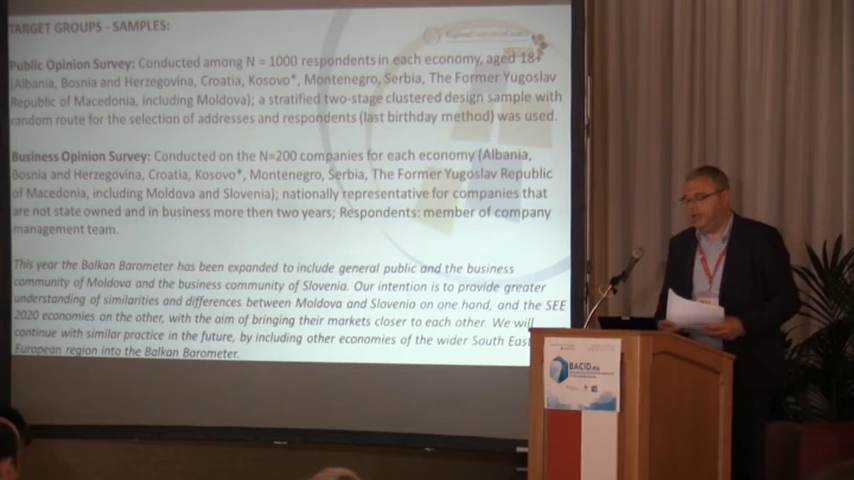 TARGET GROUPS - SAMPLES:
Regional Cooperation Council
Public Opinion Survey: Conducted among N = 1000 respondents in each economy, aged 18+
(Albania, Bosnia and Herzegovina, Croatia, Kosovo*, Montenegro, Serbia, The Former Yugoslav
Republic of Macedonia, including Moldova); a stratified two-stage clustered design sample with
random route for the selection of addresses and respondents (last birthday method) was used.
Business Opinion Survey: Conducted on the N=200 companies for each economy (Albania,
Bosnia and Herzegovina, Croatia, Kosovo*, Montenegro, Serbia, The Former Yugoslav Republic
of Macedonia, including Moldova and Slovenia); nationally representative for companies that
are not state owned and in business more then two years; Respondents: member of company
management team.
This year the Balkan Barometer has been expanded to include general public and the business
community of Moldova and the business community of Slovenia. Our intention is to provide greater
understanding of similarities and differences between Moldova and Slovenia on one hand, and the SEE
2020 economies on the other, with the aim of bringing their markets closer to each other. We will
continue with similar practice in the future, by including other economies of the wider South East
European region into the Balkan Barometer.
BACID.eu